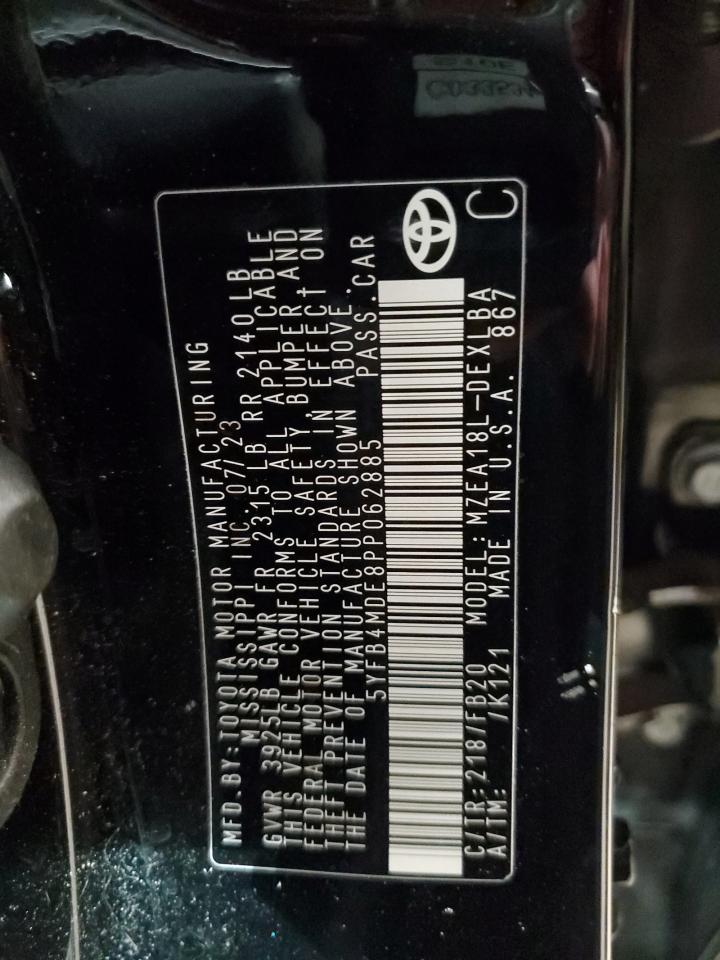 MFD.BY:TOYOTA MOTOR MANUFACTURING
MISSISSIPPI INC. 07/23
GVWR 3925LB GAWR FR 2315 LB RR 2140LB
THIS VEHICLE CONFORMS TO ALL APPLICABLE
FEDERAL MOTOR VEHICLE SAFETY, BUMPER, AND
THEFT PREVENTION STANDARDS IN EFFECT ON
THE DATE OF MANUFACTURE SHOWN ABOVE.
5YFB4MDE8PP062885 PASS.CAR
C/TR:218/FB20 MODEL:MZEA18L-DEXLBA
A/TM: /K121 MADE IN U.S.A. 867
C